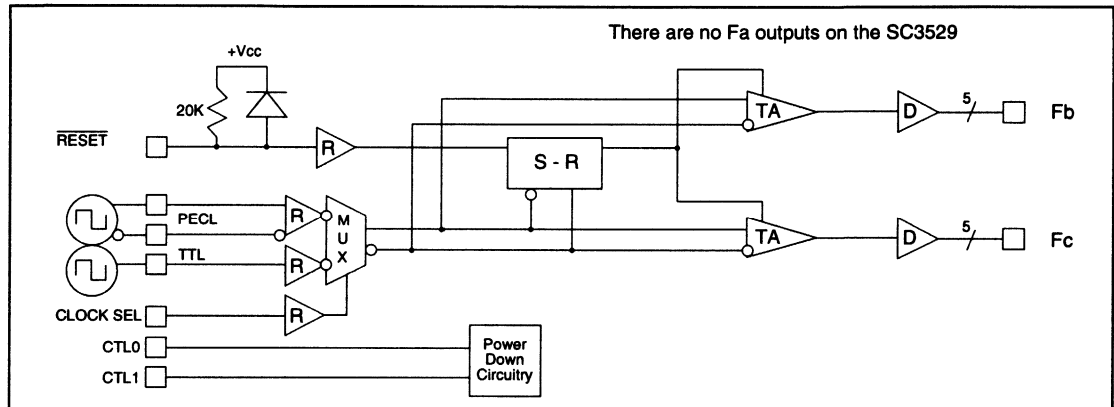 There are no Fa outputs on the SC3529
+Vcc
20K
RESET
R
S - R
TA
D
5
Fb
PECL
TTL
R
R
MUX
TA
D
5
Fc
CLOCK SEL
R
CTL0
CTL1
Power
Down
Circuitry